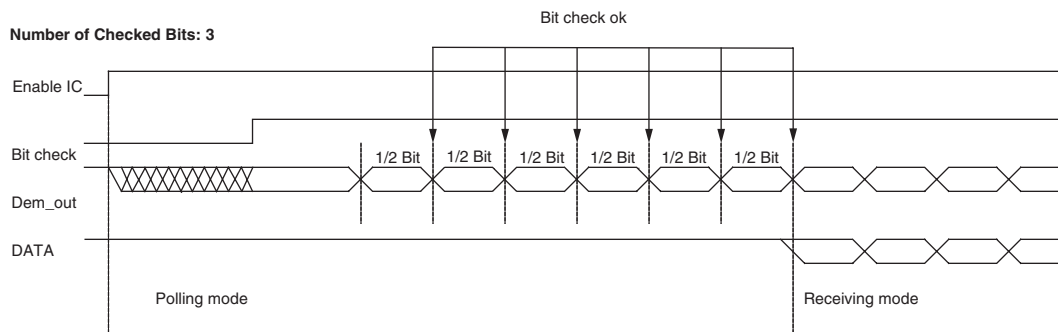 Bit check ok
Number of Checked Bits: 3
Enable IC
Bit check
1/2 Bit 1/2 Bit 1/2 Bit 1/2 Bit 1/2 Bit 1/2 Bit
Dem_out
DATA
Polling mode Receiving mode